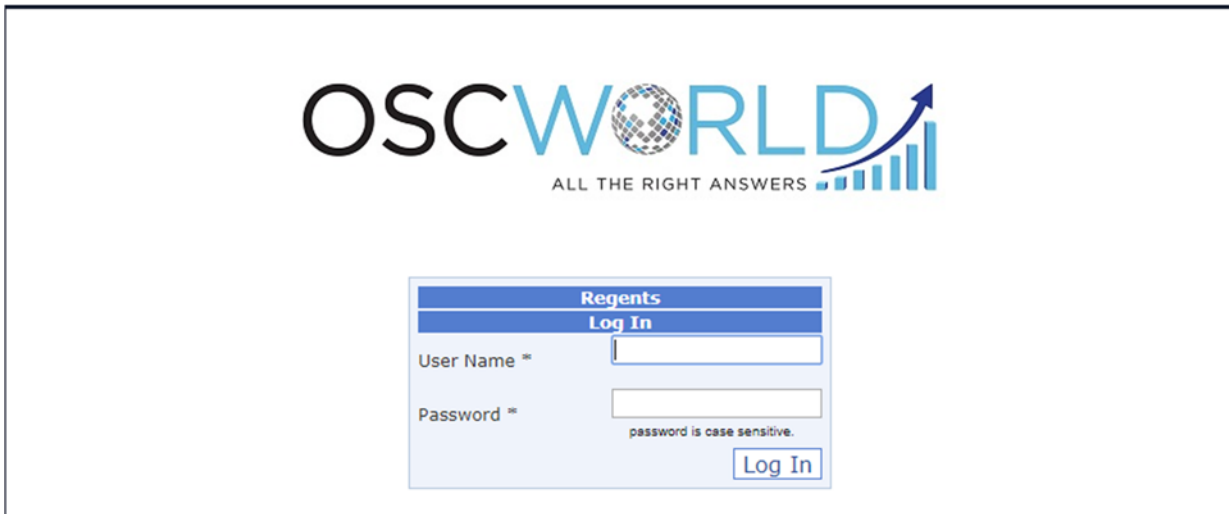 OSCWORLD
ALL THE RIGHT ANSWERS
Regents
Log In
User Name *
Password *
password is case sensitive.
Log In